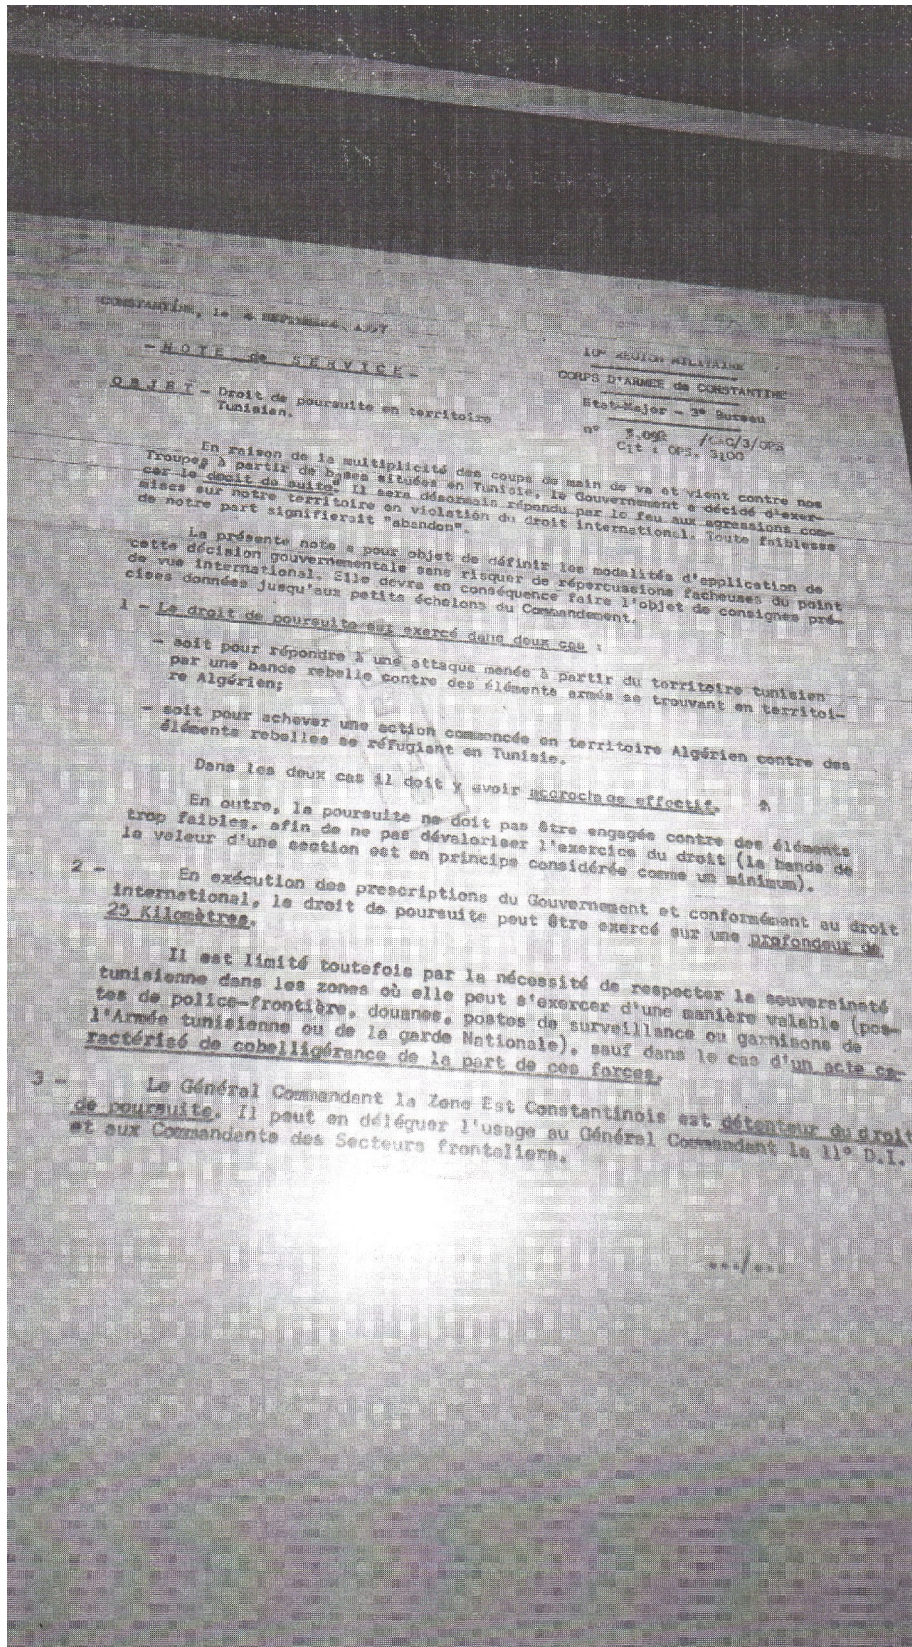 CONSTANTINE, le 4 SEPTEMBRE 1957
- NOTE de SERVICE -
OBJET - Droit de poursuite en territoire
Tunisien.
10° REGION MILITAIRE
CORPS D'ARMEE de CONSTANTINE
Etat-Major - 3° Bureau
n° /CAC/3/OPS
Cit : OPS. 3100
En raison de la multiplicité des coups de main de va et vient contre nos
Troupes à partir de bases situées en Tunisie, le Gouvernement a décidé d'exer-
cer le droit de suite. Il sera désormais répondu par le feu aux agressions com-
mises sur notre territoire en violation du droit international. Toute faiblesse
de notre part signifierait "abandon".
La présente note a pour objet de définir les modalités d'application de
cette décision gouvernementale sans risquer de répercussions facheuses du point
de vue international. Elle devra en conséquence faire l'objet de consignes pré-
cises données jusqu'aux petits échelons du Commandement.
1 - Le droit de poursuite est exercé dans deux cas :
- soit pour répondre à une attaque menée à partir du territoire tunisien
par une bande rebelle contre des éléments armés se trouvant en territoi-
re Algérien;
- soit pour achever une action commencée en territoire Algérien contre des
éléments rebelles se réfugiant en Tunisie.
Dans les deux cas il doit y avoir accrochage effectif.
En outre, la poursuite ne doit pas être engagée contre des éléments
trop faibles, afin de ne pas dévaloriser l'exercice du droit (la bande de
la valeur d'une section est en principe considérée comme un minimum).
2 - En exécution des prescriptions du Gouvernement et conformément au droit
international, le droit de poursuite peut être exercé sur une profondeur de
25 Kilomètres.
Il est limité toutefois par la nécessité de respecter la souveraineté
tunisienne dans les zones où elle peut s'exercer d'une manière valable (pos-
tes de police-frontière, douanes, postes de surveillance ou garnisons de
l'Armée tunisienne ou de la garde Nationale), sauf dans le cas d'un acte ca-
ractérisé de cobelligérance de la part de ces forces.
3 - Le Général Commandant la Zone Est Constantinois est détenteur du droit
de poursuite. Il peut en déléguer l'usage au Général Commandant la 11° D.I.
et aux Commandants des Secteurs frontaliers.
.../...